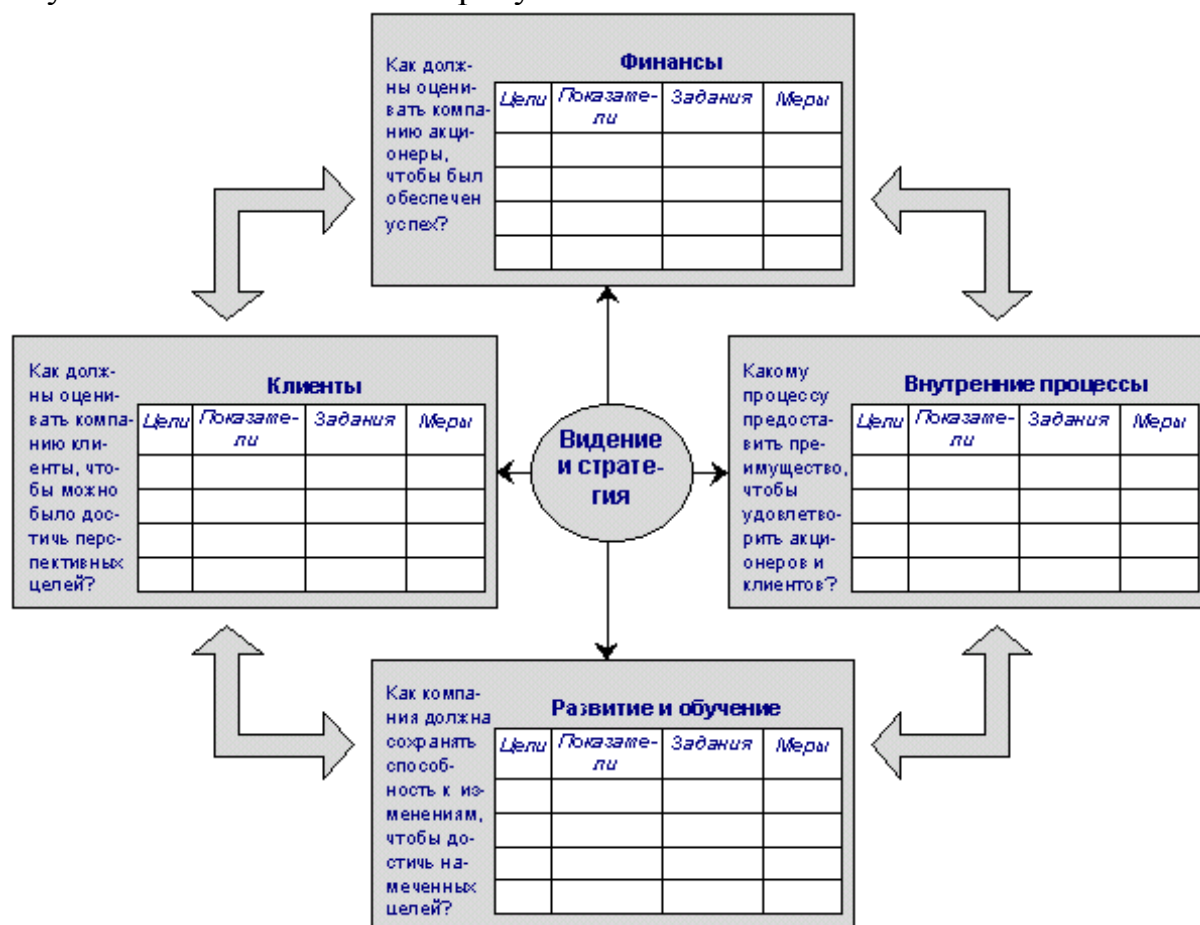 Финансы
Как долж-
ны оцени-
вать компа-
нию акци-
онеры,
чтобы был
обеспечен
успех?
Цели Показате- Задания Меры
ли
Клиенты
Как долж-
ны оцени-
вать компа-
нию кли-
енты, что-
бы можно
было дос-
тичь перс-
пективных
целей?
Цели Показате- Задания Меры
ли
Видение
и страте-
гия
Внутренние процессы
Какому
процессу
предоста-
вить пре-
имущество,
чтобы
удовлетво-
рить акци-
онеров и
клиентов?
Цели Показате- Задания Меры
ли
Развитие и обучение
Как компа-
ния должна
сохранять
способ-
ность к из-
менениям,
чтобы до-
стичь на-
меченных
целей?
Цели Показате- Задания Меры
ли